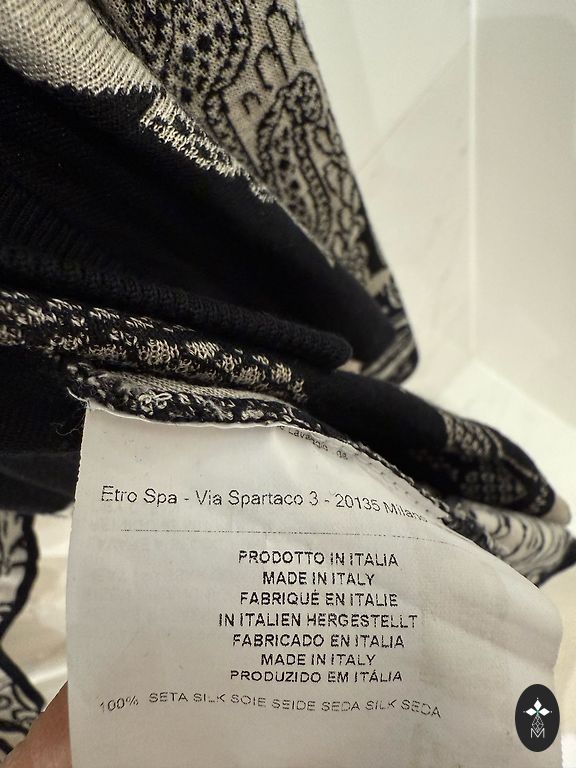 Lavaggio da
Etro Spa - Via Spartaco 3 - 20135 Milano
PRODOTTO IN ITALIA
MADE IN ITALY
FABRIQUÉ EN ITALIE
IN ITALIEN HERGESTELLT
FABRICADO EN ITALIA
MADE IN ITALY
PRODUZIDO EM ITÁLIA
100% SETA SILK SOIE SEIDE SEDA SILK SEDA
M